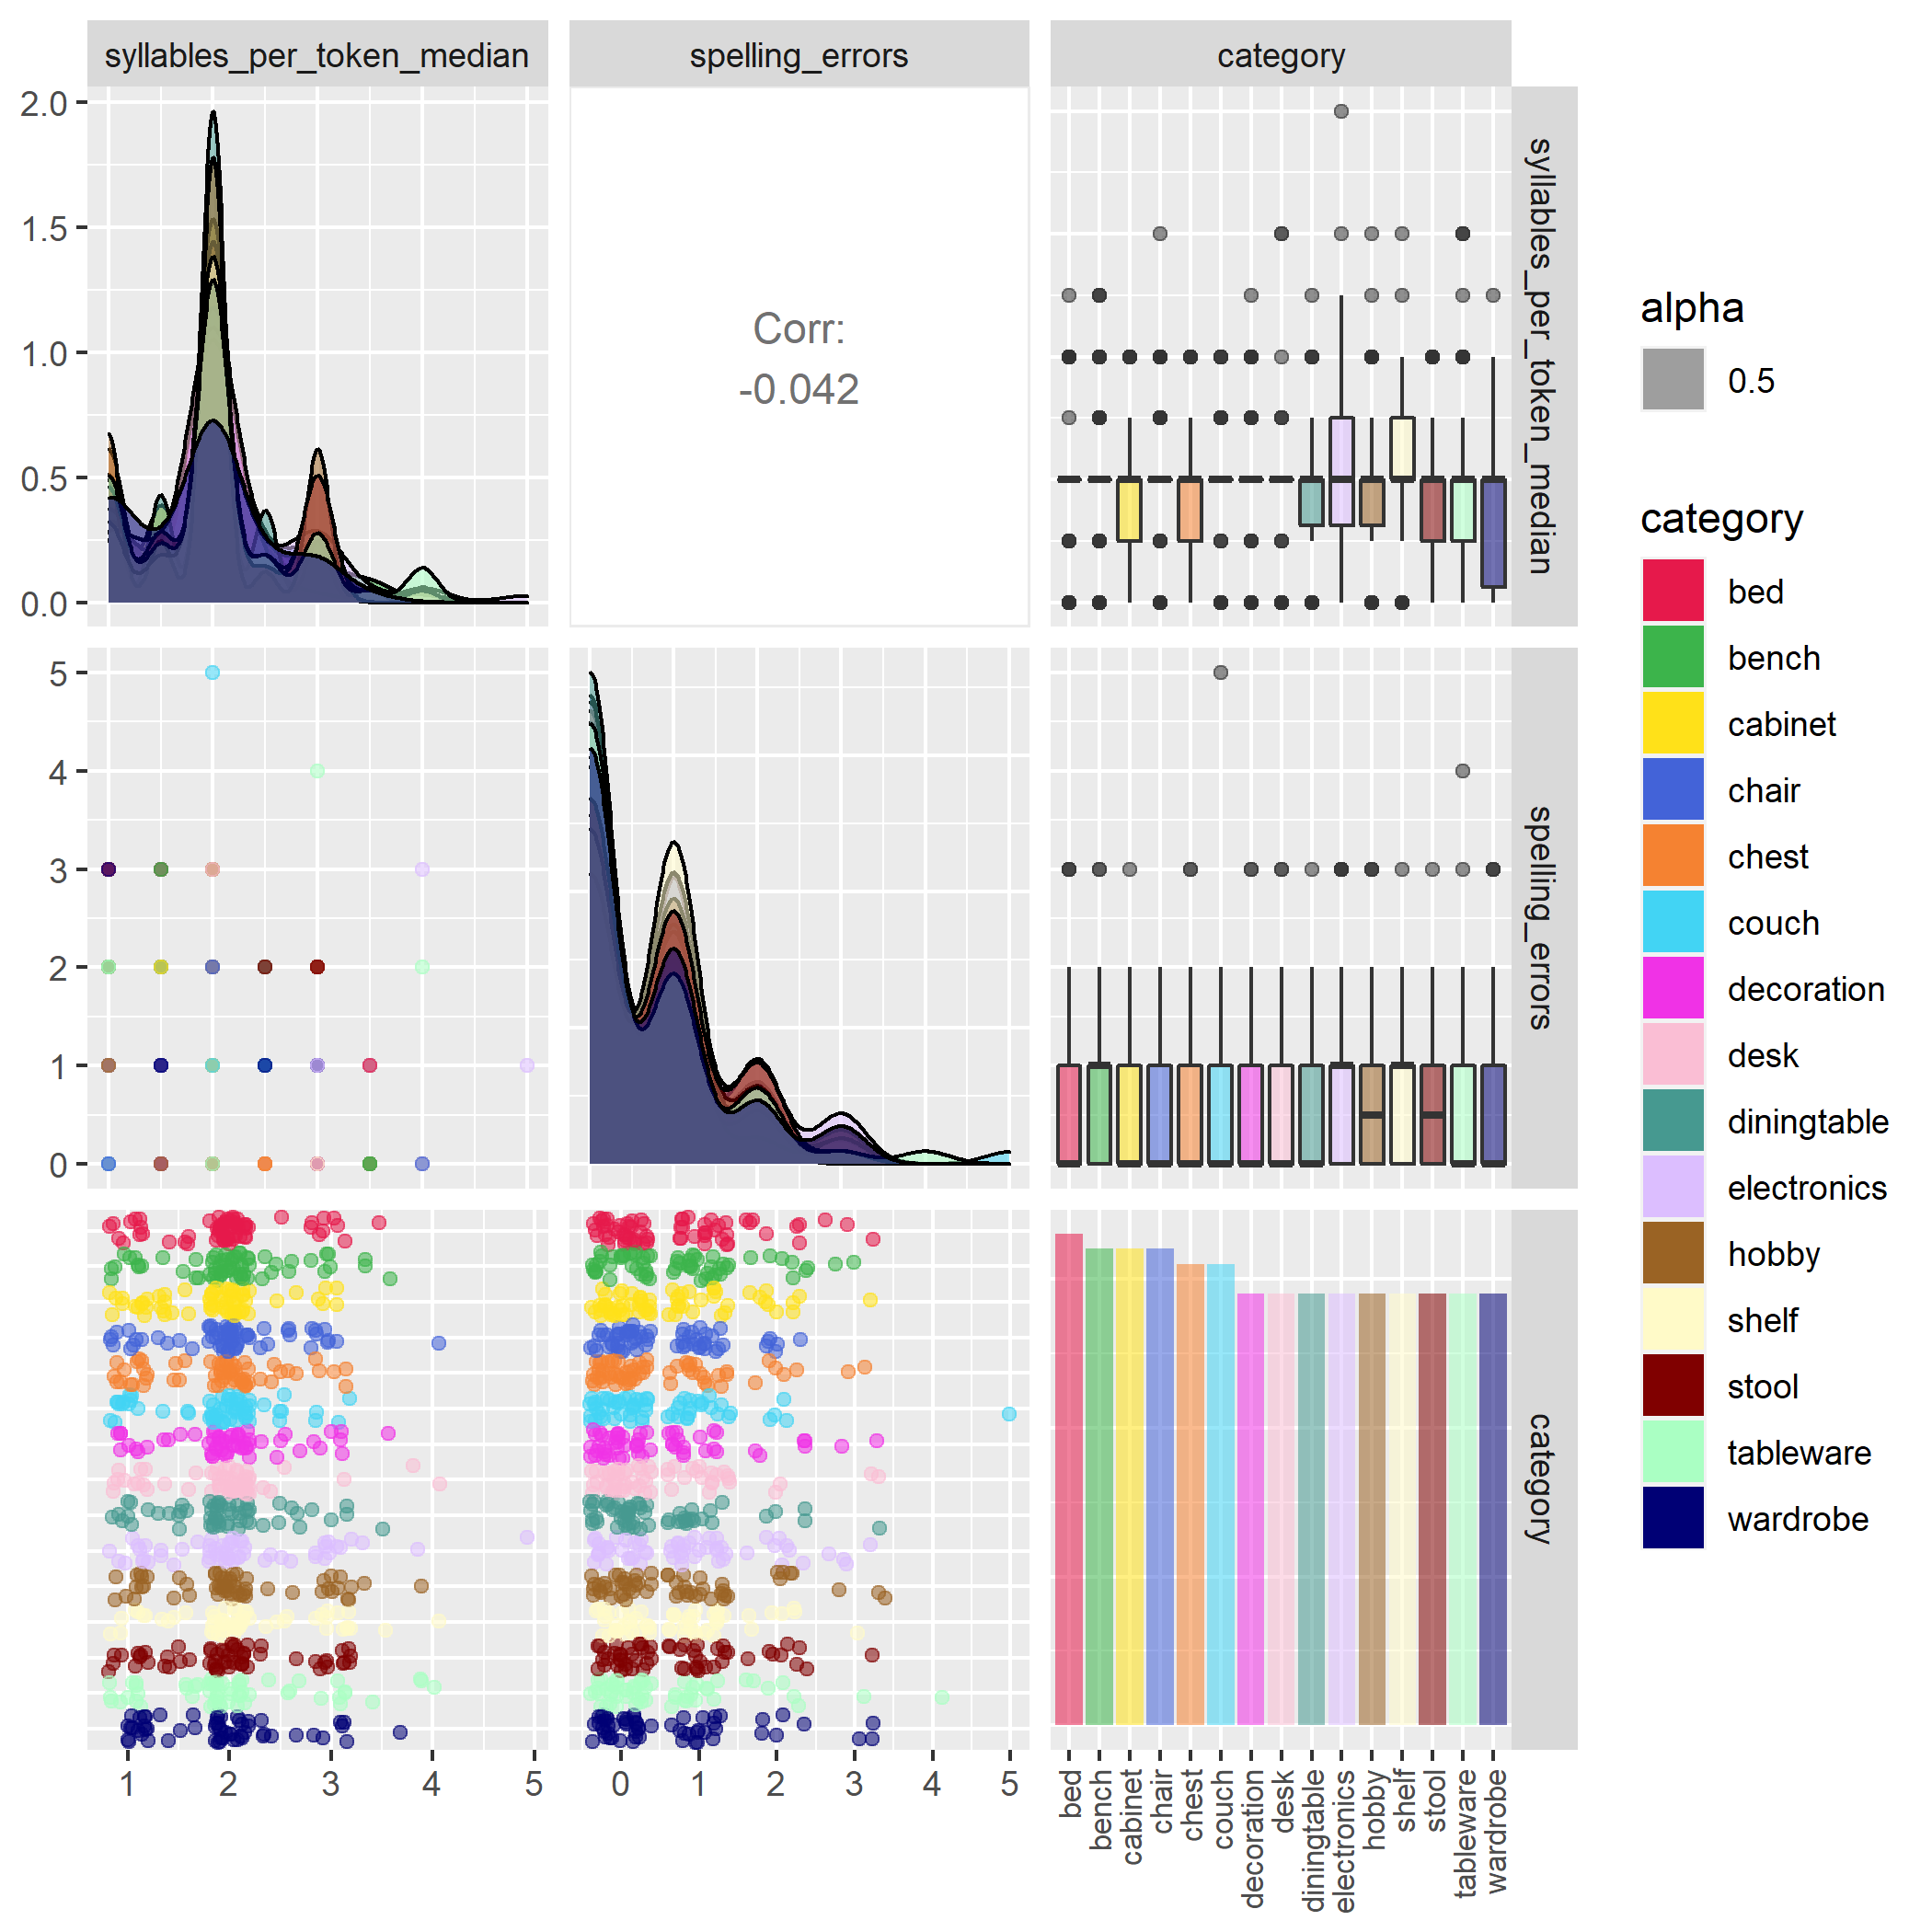 syllables_per_token_median
spelling_errors
category
2.0
1.5
1.0
0.5
0.0
Corr:
-0.042
syllables_per_token_median
5
4
3
2
1
0
spelling_errors
category
1 2 3 4 5
0 1 2 3 4 5
bed
bench
cabinet
chair
chest
couch
decoration
desk
diningtable
electronics
hobby
shelf
stool
tableware
wardrobe
alpha
0.5
category
bed
bench
cabinet
chair
chest
couch
decoration
desk
diningtable
electronics
hobby
shelf
stool
tableware
wardrobe